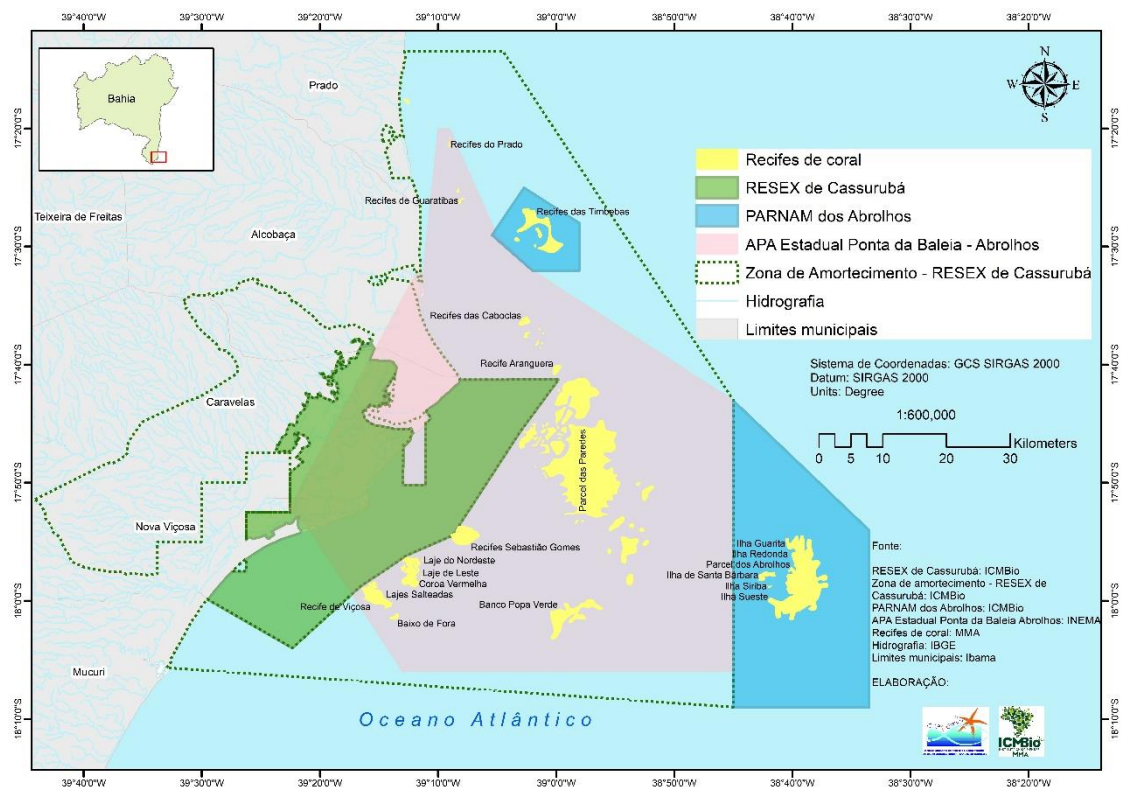 39°40'0"W 39°30'0"W 39°20'0"W 39°10'0"W 39°0'0"W 38°50'0"W 38°40'0"W 38°30'0"W 38°20'0"W
Bahia
Prado
N
W E
S
17°20'0"S 17°20'0"S
Recifes do Prado
Recifes de coral
RESEX de Cassurubá
PARNAM dos Abrolhos
APA Estadual Ponta da Baleia - Abrolhos
Zona de Amortecimento - RESEX de Cassurubá
Hidrografia
Limites municipais
Recifes de Guaratibas
Recifes das Timbebas
Teixeira de Freitas
Alcobaça
17°30'0"S 17°30'0"S
Recifes das Caboclas
Recife Aranguera
17°40'0"S 17°40'0"S
Sistema de Coordenadas: GCS SIRGAS 2000
Datum: SIRGAS 2000
Units: Degree
1:600,000
Kilometers
0 5 10 20 30
Caravelas
Parcel das Paredes
17°50'0"S 17°50'0"S
Nova Viçosa
Recifes Sebastião Gomes
Laje do Nordeste
Laje de Leste
Coroa Vermelha
Lajes Salteadas
Recife de Viçosa
Baixo de Fora
Banco Popa Verde
Ilha Guarita
Ilha Redonda
Parcel dos Abrolhos
Ilha de Santa Bárbara
Ilha Siriba
Ilha Sueste
18°0'0"S 18°0'0"S
Fonte:
RESEX de Cassurubá: ICMBio
Zona de amortecimento - RESEX de
Cassurubá: ICMBio
PARNAM dos Abrolhos: ICMBio
APA Estadual Ponta da Baleia Abrolhos: INEMA
Recifes de coral: MMA
Hidrografia: IBGE
Limites municipais: Ibama
ELABORAÇÃO:
Mucuri
Oceano Atlântico
18°10'0"S 18°10'0"S
ICMBio
MMA
39°40'0"W 39°30'0"W 39°20'0"W 39°10'0"W 39°0'0"W 38°50'0"W 38°40'0"W 38°30'0"W 38°20'0"W